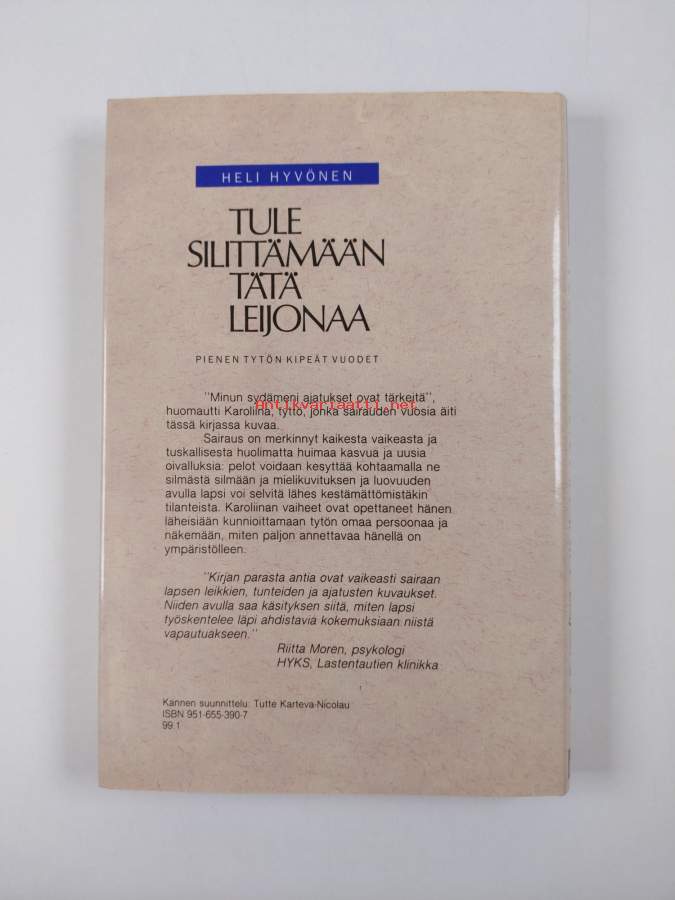 HELI HYVÖNEN
TULE
SILITTÄMÄÄN
TÄTÄ
LEIJONAA
PIENEN TYTÖN KIPEÄT VUODET
"Minun sydämeni ajatukset ovat tärkeitä",
Antikvariaatti.net
huomautti Karoliina, tyttö, jonka sairauden vuosia äiti
tässä kirjassa kuvaa.
Sairaus on merkinnyt kaikesta vaikeasta ja
tuskallisesta huolimatta huimaa kasvua ja uusia
oivalluksia: pelot voidaan kesyttää kohtaamalla ne
silmästä silmään ja mielikuvituksen ja luovuuden
avulla lapsi voi selvitä lähes kestämättömistäkin
tilanteista. Karoliinan vaiheet ovat opettaneet hänen
läheisiään kunnioittamaan tytön omaa persoonaa ja
näkemään, miten paljon annettavaa hänellä on
ympäristölleen.
"Kirjan parasta antia ovat vaikeasti sairaan
lapsen leikkien, tunteiden ja ajatusten kuvaukset.
Niiden avulla saa käsityksen siitä, miten lapsi
työskentelee läpi ahdistavia kokemuksiaan niistä
vapautuakseen."
Riitta Moren, psykologi
HYKS, Lastentautien klinikka
Kannen suunnittelu: Tutte Karteva-Nicolau
ISBN 951-655-390-7
99.1